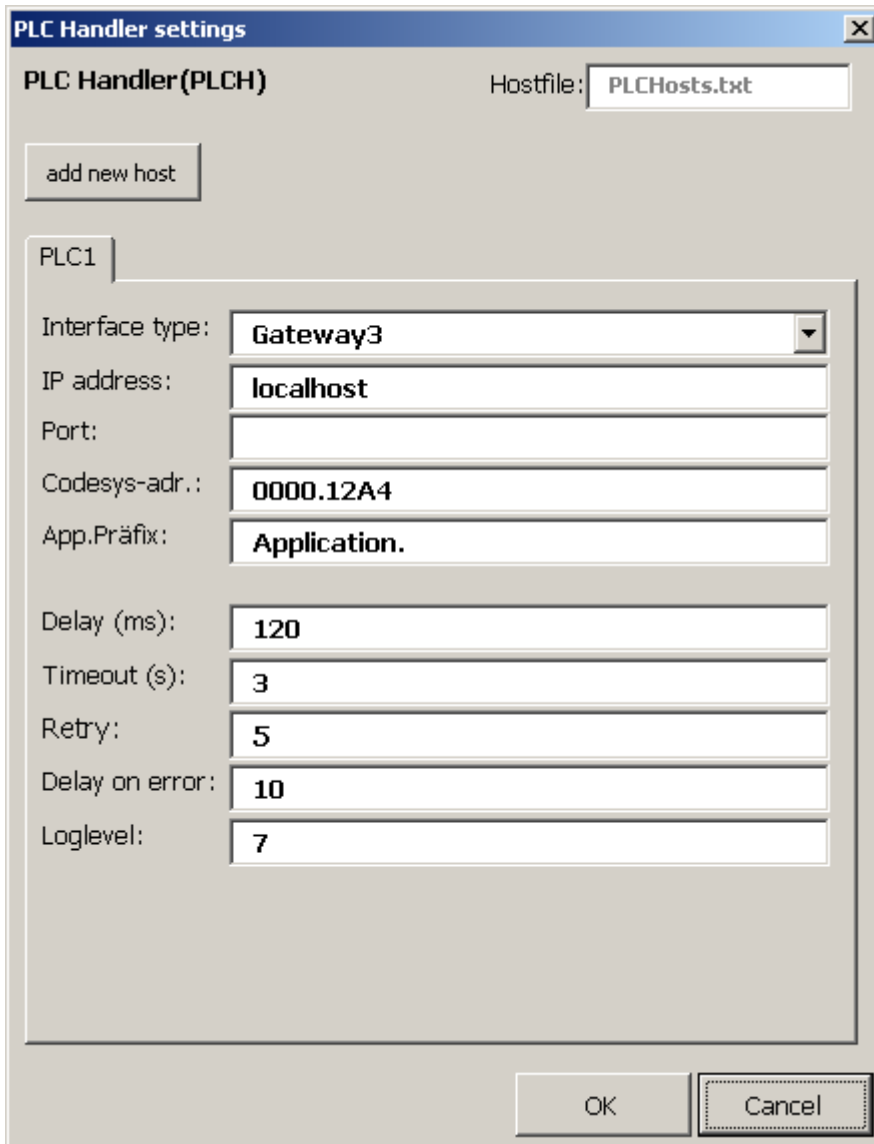 PLC Handler settings
PLC Handler(PLCH) Hostfile: PLCHosts.txt
add new host
PLC1
Interface type: Gateway3
IP address: localhost
Port:
Codesys-adr.: 0000.12A4
App.Präfix: Application.
Delay (ms): 120
Timeout (s): 3
Retry: 5
Delay on error: 10
Loglevel: 7
OK Cancel